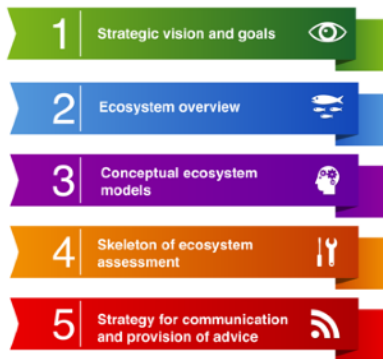 1 Strategic vision and goals
2 Ecosystem overview
3 Conceptual ecosystem
models
4 Skeleton of ecosystem
assessment
5 Strategy for communication
and provision of advice